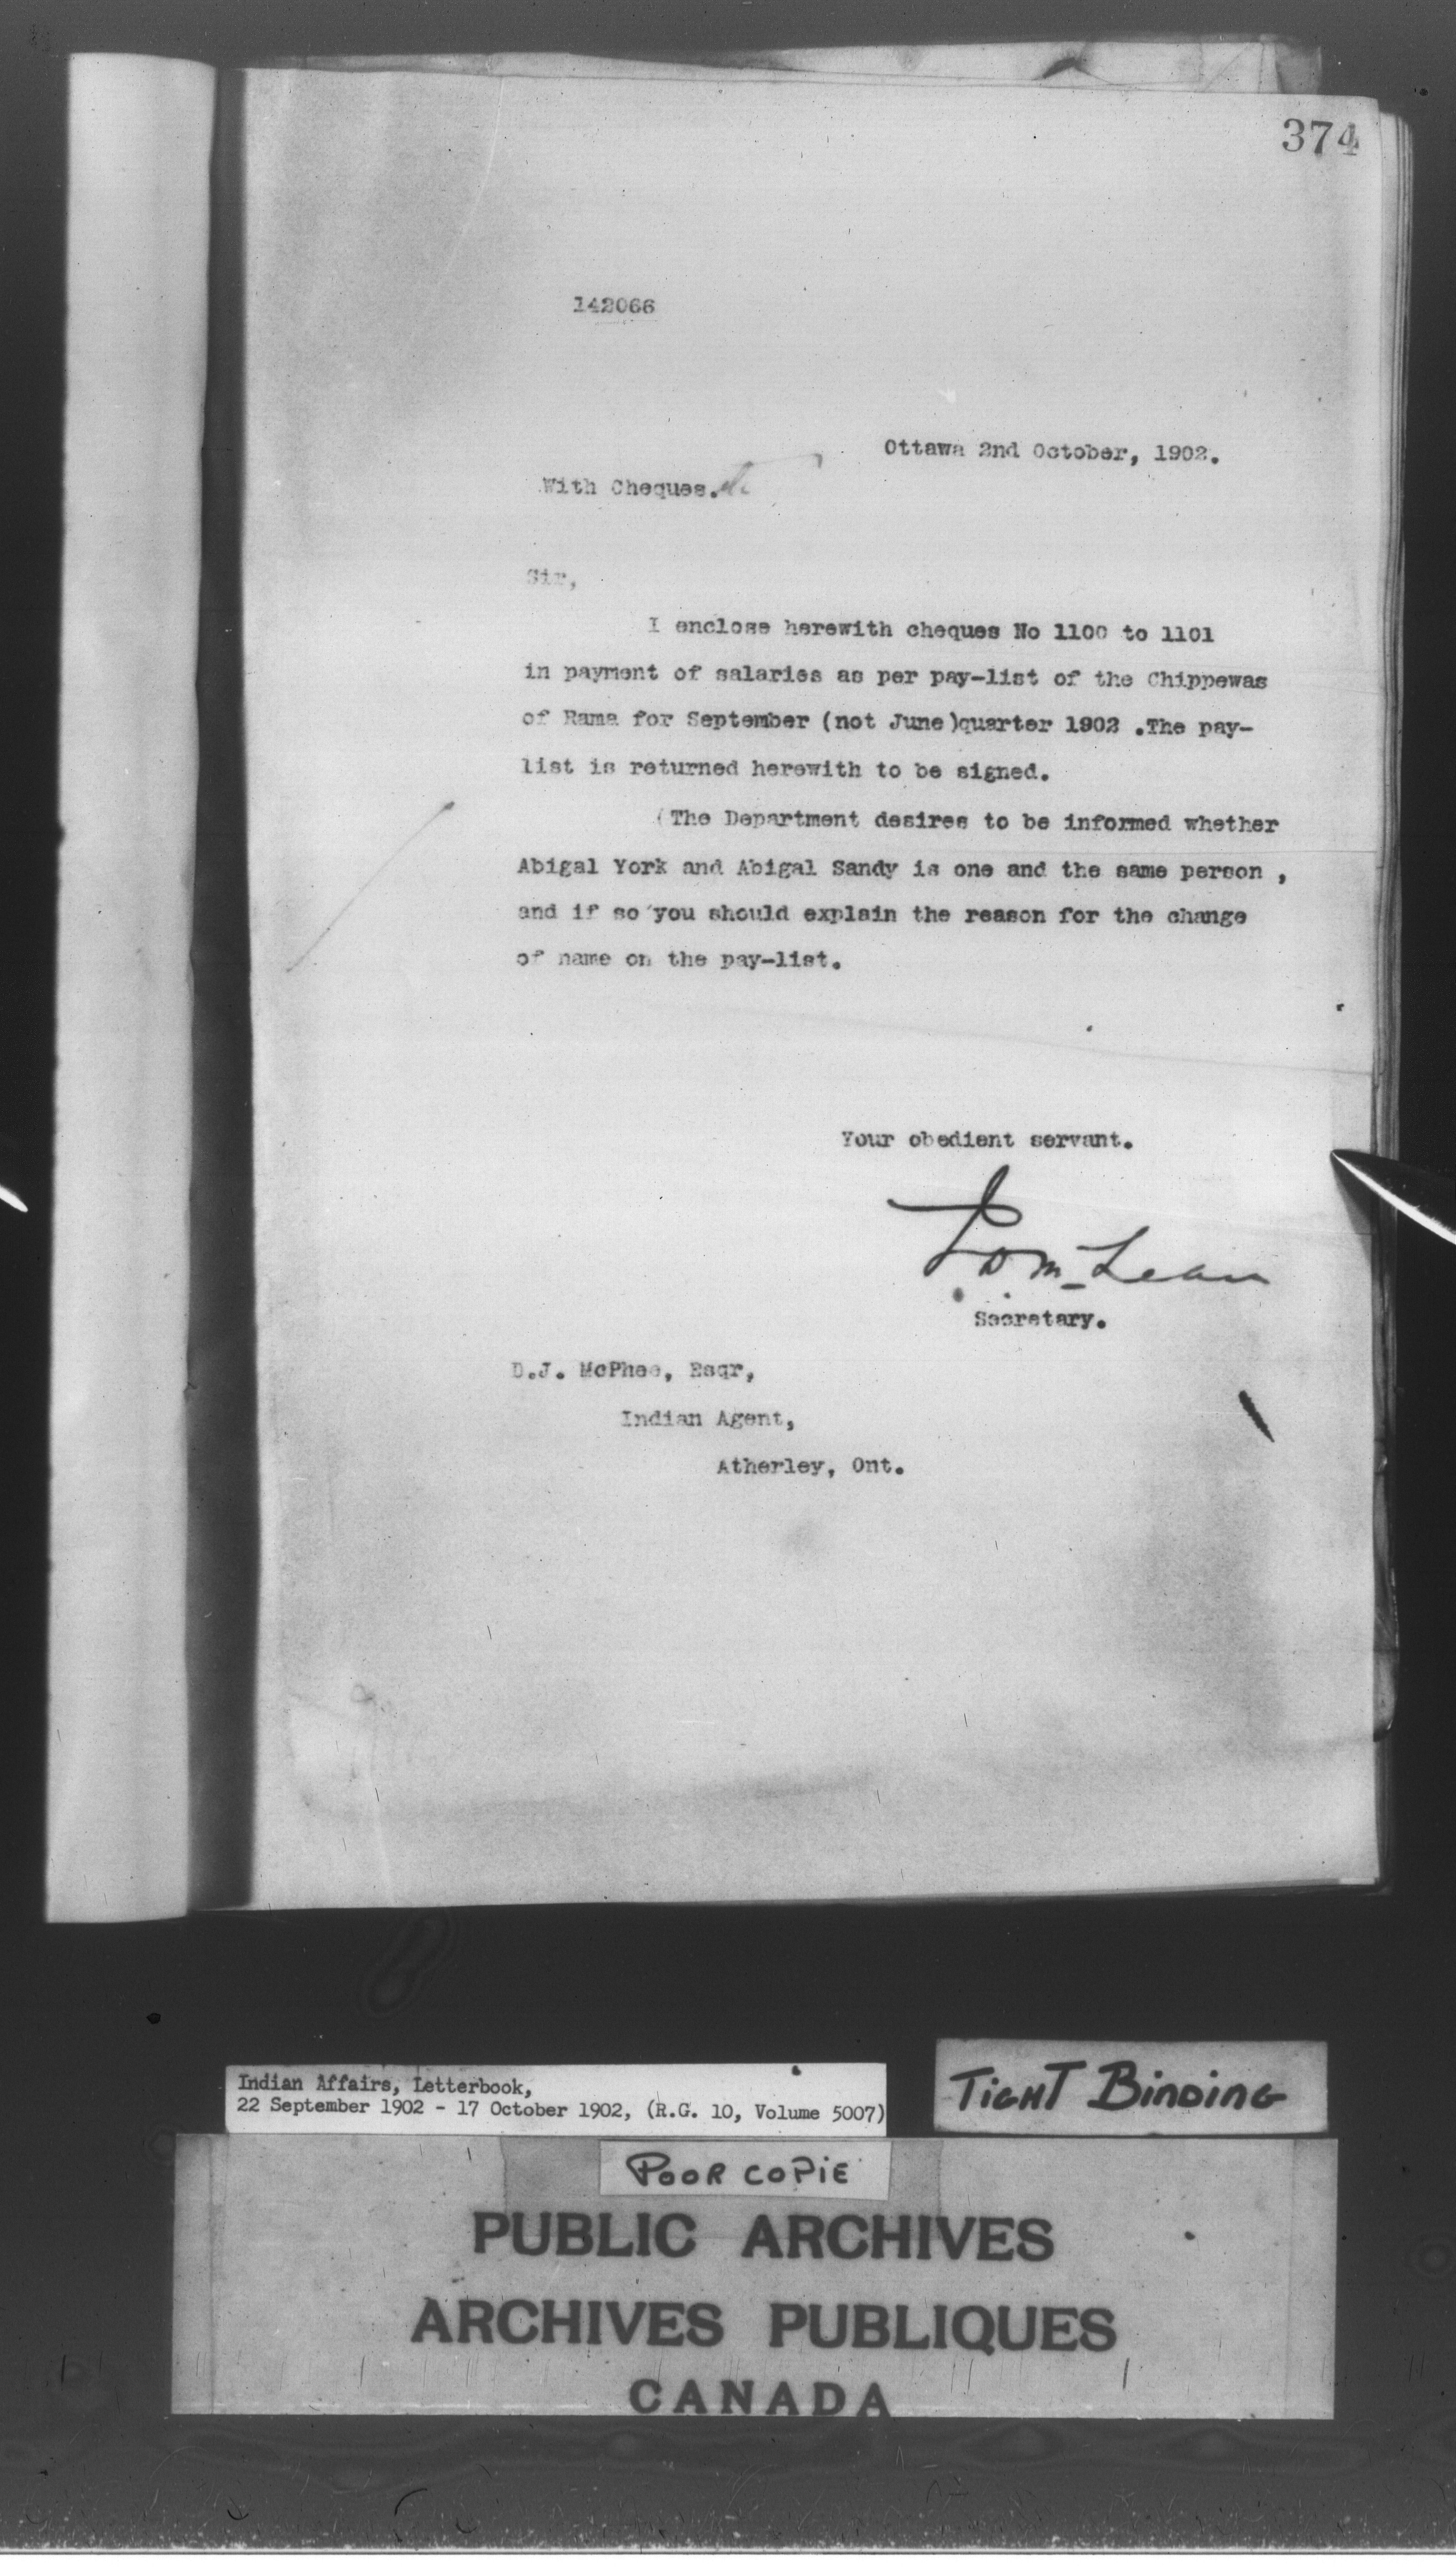 374
142066
Ottawa 2nd October, 1902.
With Cheques.
Sir,
I enclose herewith cheques No 1100 to 1101
in payment of salaries as per pay-list of the Chippewas
of Rama for September (not June)quarter 1902 .The pay-
list is returned herewith to be signed.
(The Department desires to be informed whether
Abigal York and Abigal Sandy is one and the same person ,
and if so you should explain the reason for the change
of name on the pay-list.
Your obedient servant.
J D McLean
Secretary.
D.J. McPhee, Esqr,
Indian Agent,
Atherley, Ont.
Indian Affairs, Letterbook,
22 September 1902 - 17 October 1902, (R.G. 10, Volume 5007)
TIGHT BINDING
POOR COPIE
PUBLIC ARCHIVES
ARCHIVES PUBLIQUES
CANADA